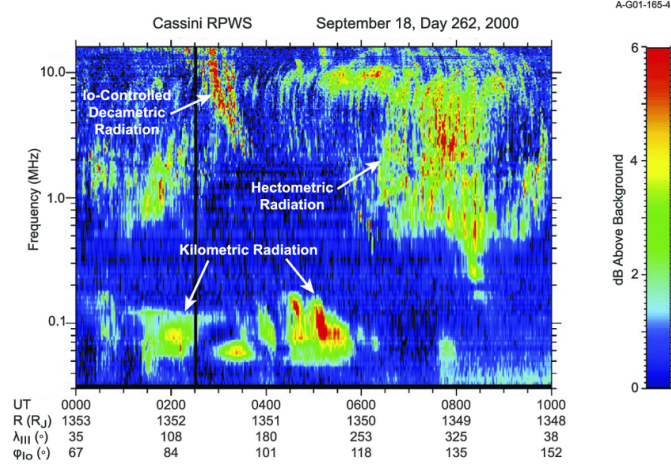 A-G01-165-4
Cassini RPWS September 18, Day 262, 2000
10.0
1.0
0.1
Frequency (MHz)
Io-Controlled
Decametric
Radiation
Hectometric
Radiation
Kilometric Radiation
6
5
4
3
2
1
0
dB Above Background
UT 0000 0200 0400 0600 0800 1000
R (RJ) 1353 1352 1351 1350 1349 1348
λIII (°) 35 108 180 253 325 38
φIo (°) 67 84 101 118 135 152